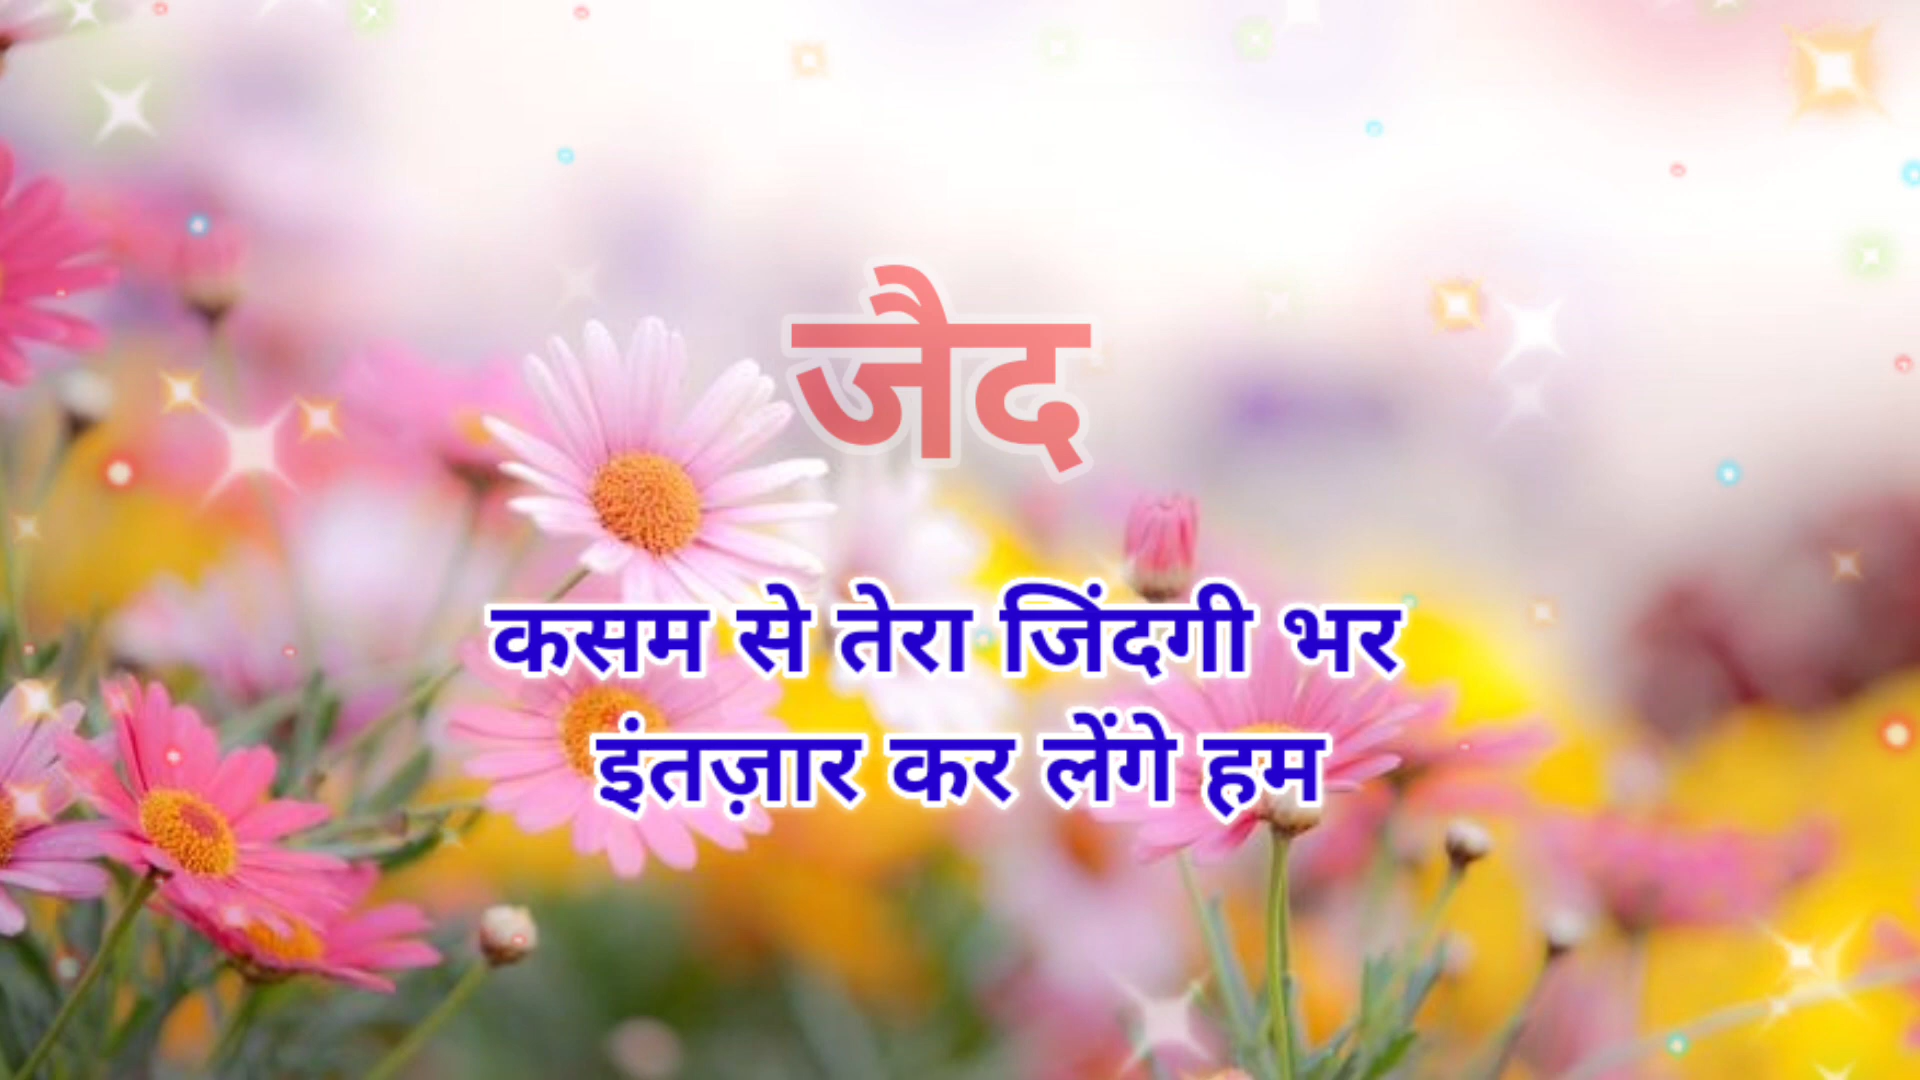 जैद
कसम से तेरा जिंदगी भर
इंतज़ार कर लेंगे हम